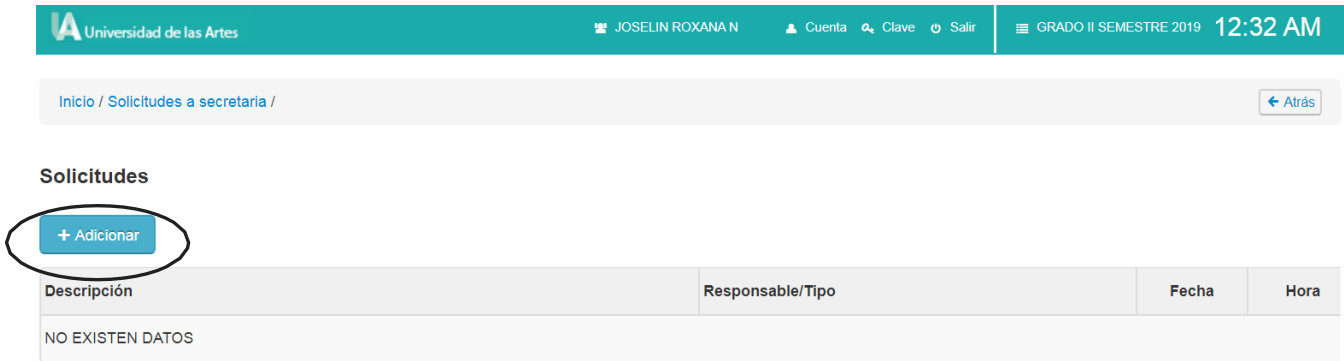 UA Universidad de las Artes JOSELIN ROXANA N Cuenta Clave Salir GRADO II SEMESTRE 2019 12:32 AM
Inicio / Solicitudes a secretaria / Atrás
Solicitudes
+ Adicionar
Descripción Responsable/Tipo Fecha Hora
NO EXISTEN DATOS